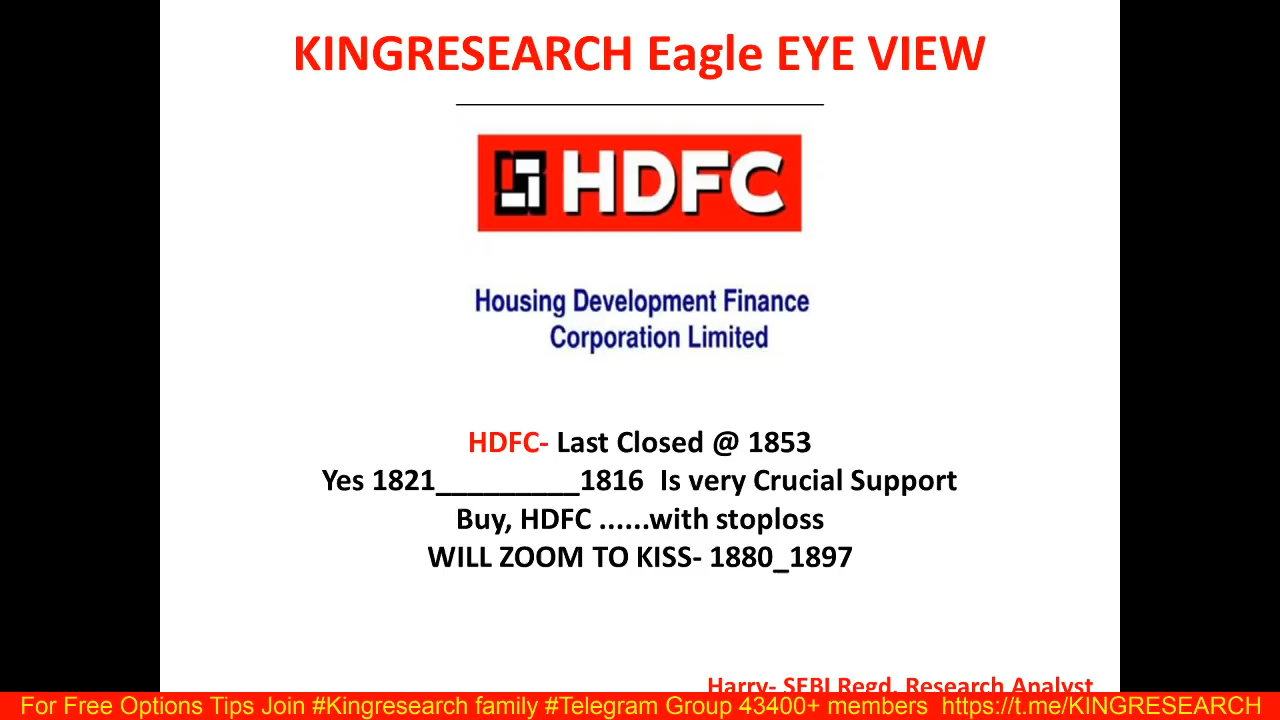 KINGRESEARCH Eagle EYE VIEW
HDFC
Housing Development Finance
Corporation Limited
HDFC- Last Closed @ 1853
Yes 1821_________1816 Is very Crucial Support
Buy, HDFC ......with stoploss
WILL ZOOM TO KISS- 1880_1897
Harry- SEBI Regd. Research Analyst
For Free Options Tips Join #Kingresearch family #Telegram Group 43400+ members https://t.me/KINGRESEARCH